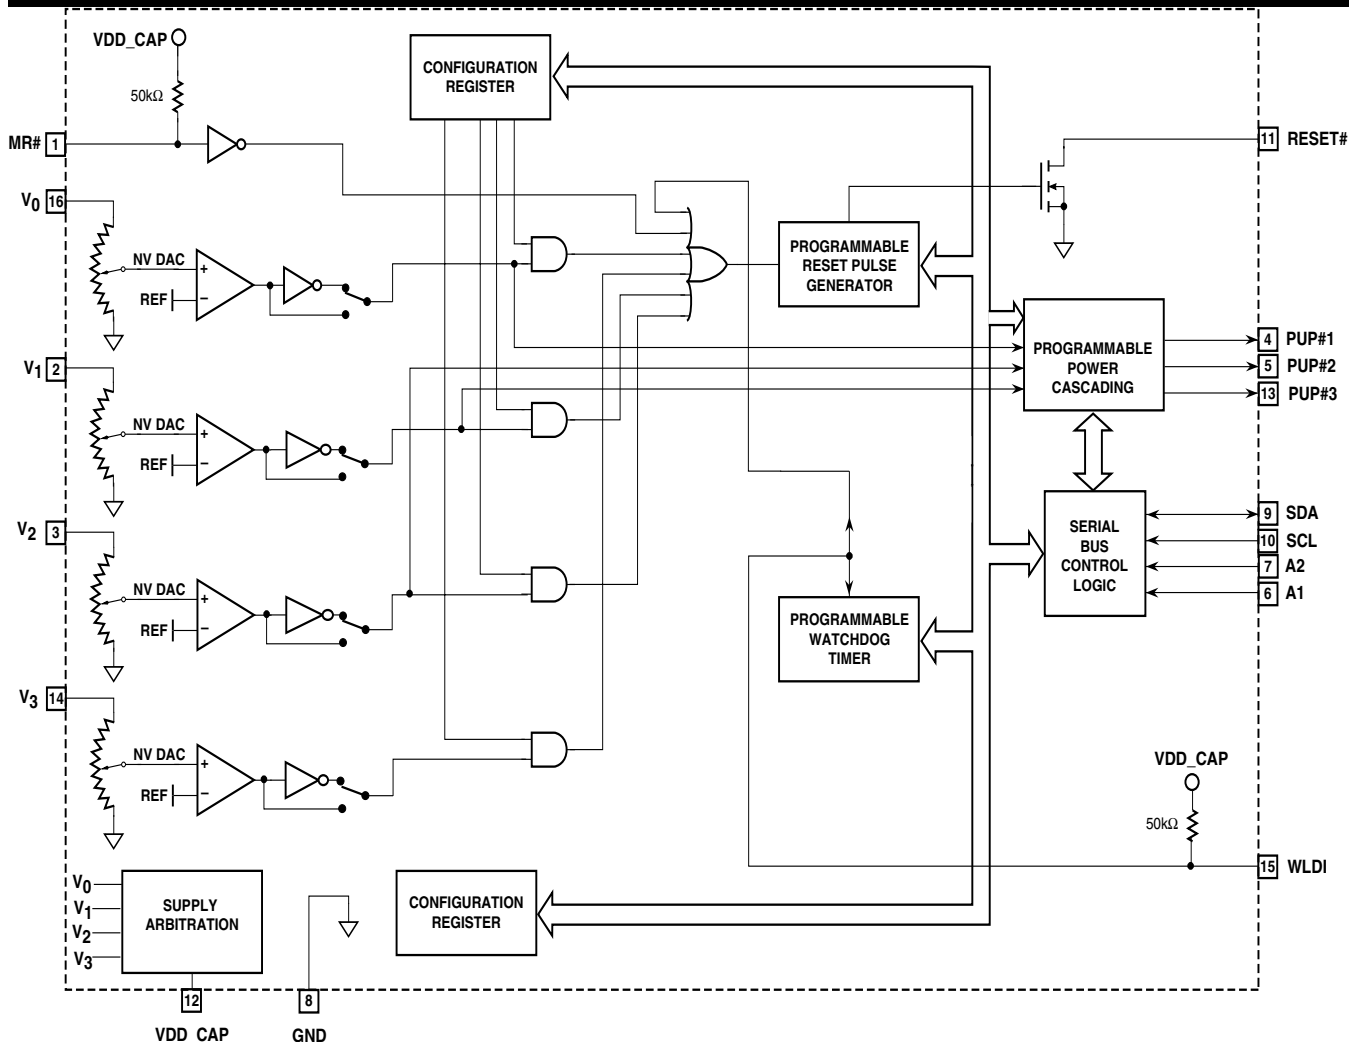 VDD_CAP
50kΩ
MR# 1
CONFIGURATION
REGISTER
11 RESET#
V0 16
NV DAC
+
REF
−
PROGRAMMABLE
RESET PULSE
GENERATOR
PROGRAMMABLE
POWER
CASCADING
4 PUP#1
5 PUP#2
13 PUP#3
V1 2
NV DAC
+
REF
−
V2 3
NV DAC
+
REF
−
SERIAL
BUS
CONTROL
LOGIC
9 SDA
10 SCL
7 A2
6 A1
PROGRAMMABLE
WATCHDOG
TIMER
V3 14
NV DAC
+
REF
−
VDD_CAP
50kΩ
15 WLDI
V0
V1
V2
V3
SUPPLY
ARBITRATION
CONFIGURATION
REGISTER
12
VDD CAP
8
GND